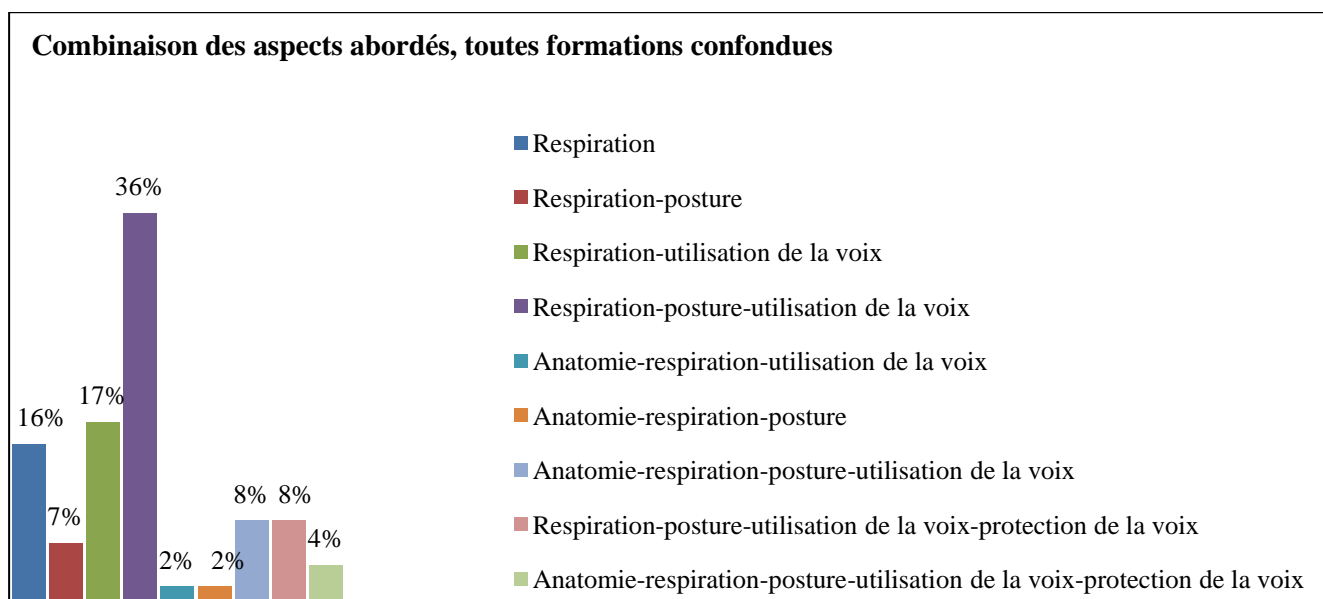 Combinaison des aspects abordés, toutes formations confondues
16%
7%
17%
36%
2%
2%
8%
8%
4%
Respiration
Respiration-posture
Respiration-utilisation de la voix
Respiration-posture-utilisation de la voix
Anatomie-respiration-utilisation de la voix
Anatomie-respiration-posture
Anatomie-respiration-posture-utilisation de la voix
Respiration-posture-utilisation de la voix-protection de la voix
Anatomie-respiration-posture-utilisation de la voix-protection de la voix